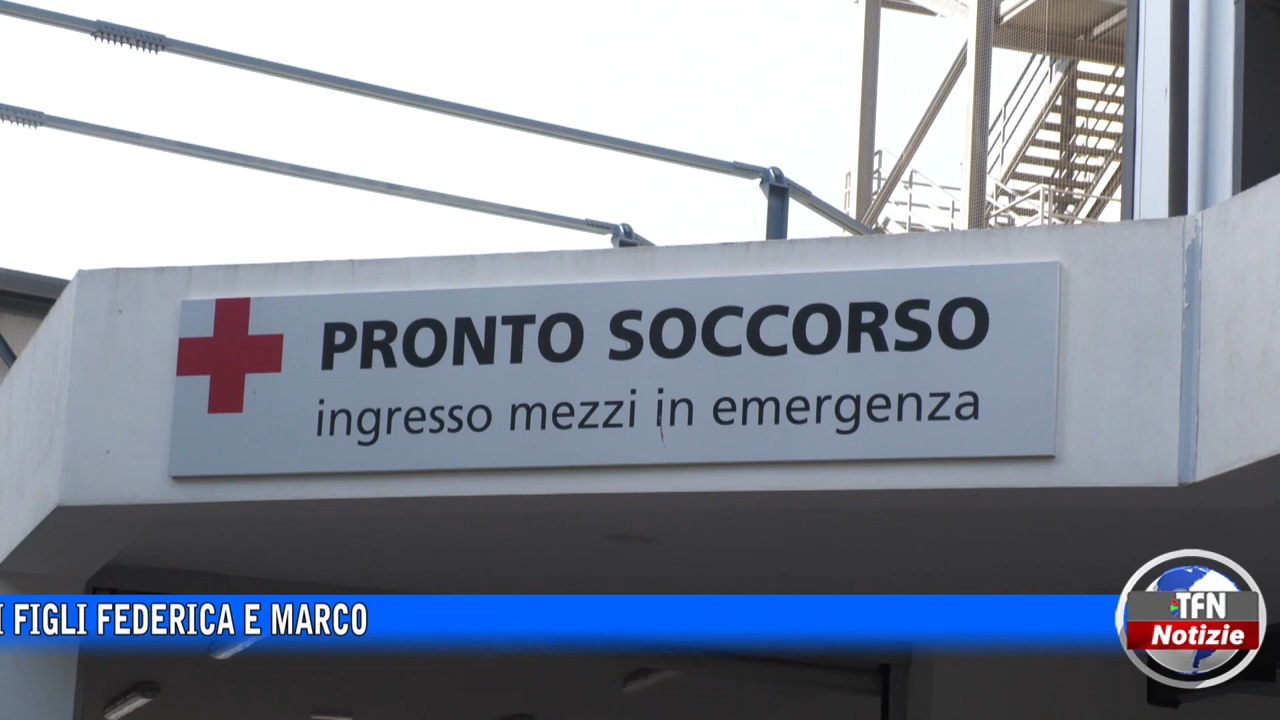 PRONTO SOCCORSO
ingresso mezzi in emergenza
I FIGLI FEDERICA E MARCO
TFN
Notizie